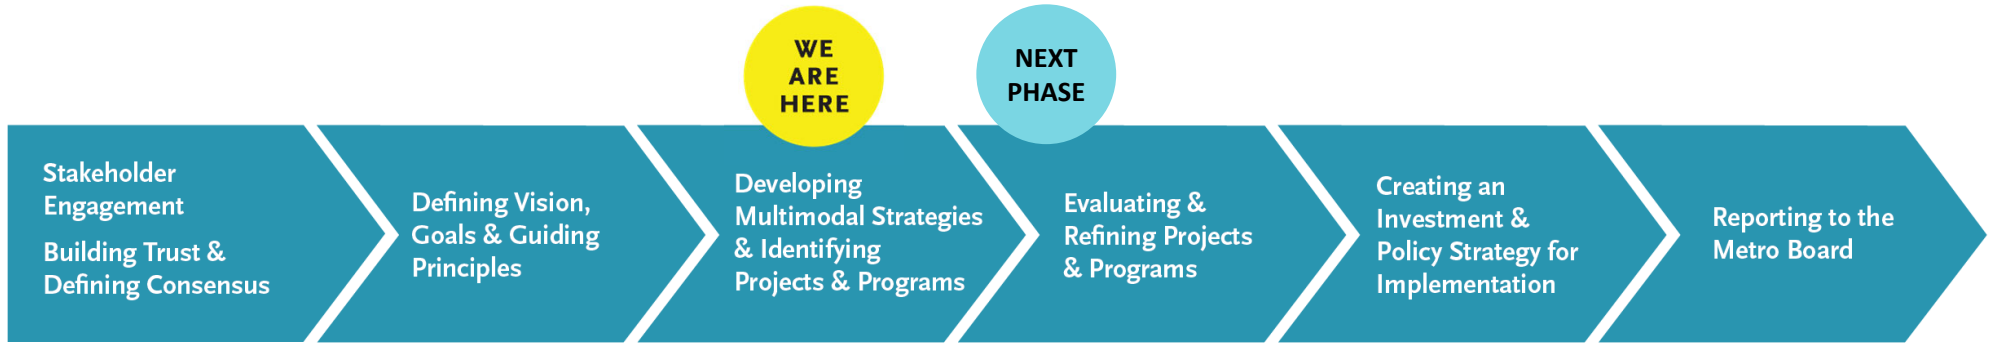 WE
ARE
HERE
NEXT
PHASE
Stakeholder
Engagement
Building Trust &
Defining Consensus
Defining Vision,
Goals & Guiding
Principles
Developing
Multimodal Strategies
& Identifying
Projects & Programs
Evaluating &
Refining Projects
& Programs
Creating an
Investment &
Policy Strategy for
Implementation
Reporting to the
Metro Board